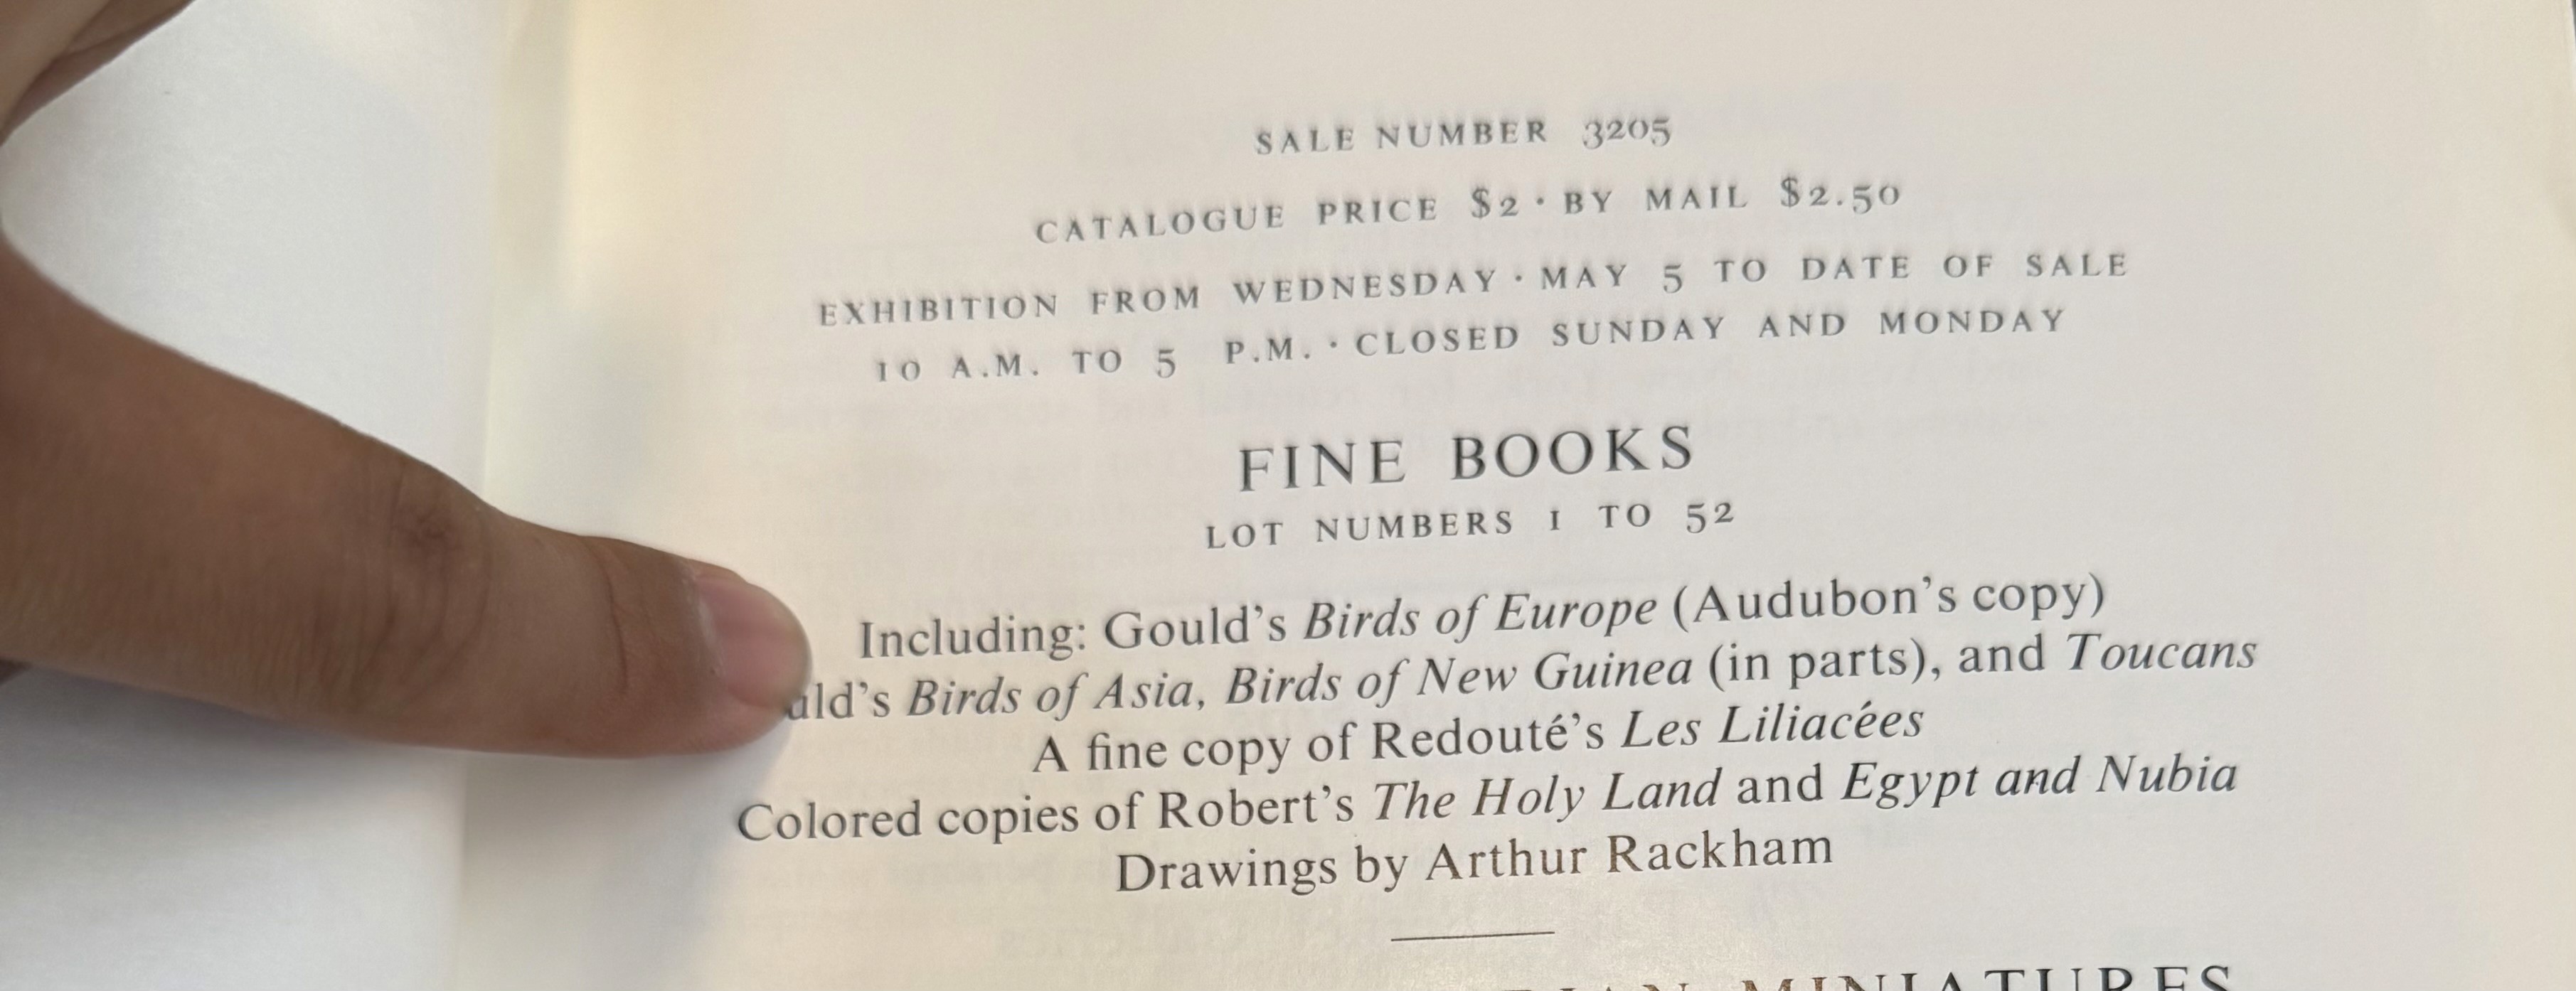 SALE NUMBER 3205
CATALOGUE PRICE $2 · BY MAIL $2.50
EXHIBITION FROM WEDNESDAY · MAY 5 TO DATE OF SALE
10 A.M. TO 5 P.M. · CLOSED SUNDAY AND MONDAY
FINE BOOKS
LOT NUMBERS 1 TO 52
Including: Gould's Birds of Europe (Audubon's copy)
Birds of Asia, Birds of New Guinea (in parts), and Toucans
A fine copy of Redouté's Les Liliacées
Colored copies of Robert's The Holy Land and Egypt and Nubia
Drawings by Arthur Rackham
MINIATURES